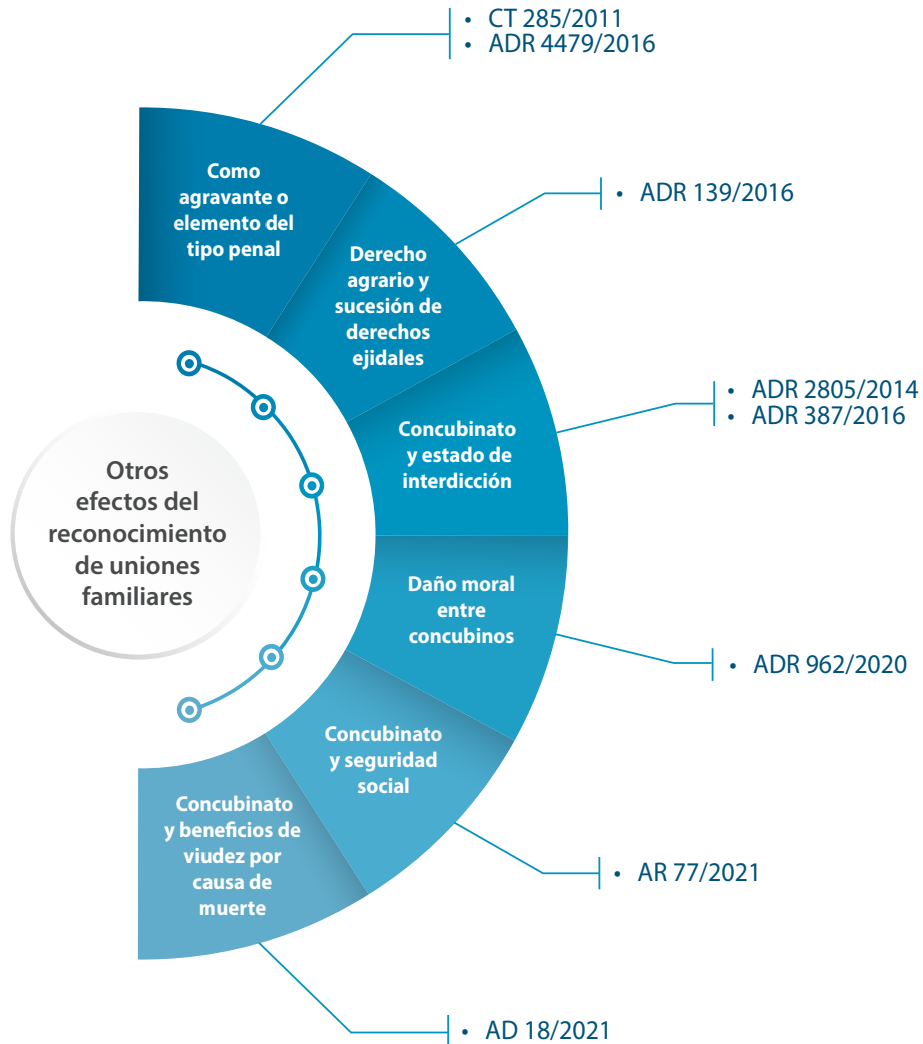 • CT 285/2011
• ADR 4479/2016
Como
agravante o
elemento del
tipo penal
• ADR 139/2016
Derecho
agrario y
sucesión de
derechos
ejidales
• ADR 2805/2014
• ADR 387/2016
Concubinato
y estado de
interdicción
Otros
efectos del
reconocimiento
de uniones
familiares
Daño moral
entre
concubinos
• ADR 962/2020
Concubinato
y seguridad
social
• AR 77/2021
Concubinato
y beneficios de
viudez por
causa de
muerte
• AD 18/2021